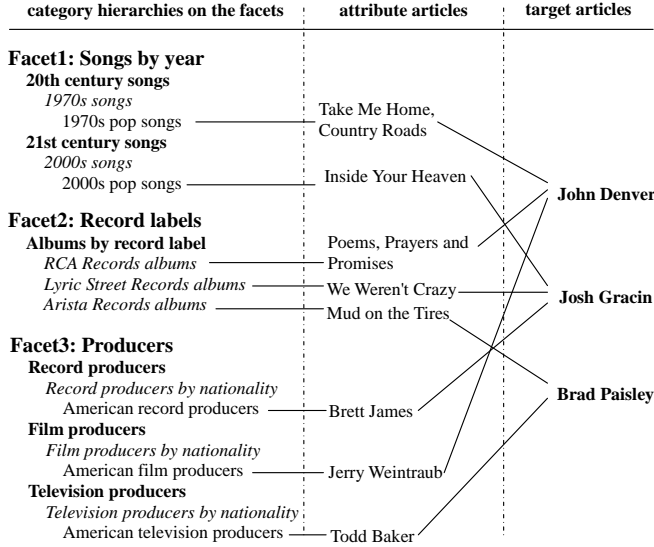 category hierarchies on the facets attribute articles target articles
Facet1: Songs by year
20th century songs
1970s songs
1970s pop songs
Take Me Home,
Country Roads
21st century songs
2000s songs
2000s pop songs
Inside Your Heaven
John Denver
Facet2: Record labels
Albums by record label
RCA Records albums
Poems, Prayers and
Promises
Lyric Street Records albums
We Weren't Crazy
Josh Gracin
Arista Records albums
Mud on the Tires
Facet3: Producers
Record producers
Record producers by nationality
American record producers
Brett James
Brad Paisley
Film producers
Film producers by nationality
American film producers
Jerry Weintraub
Television producers
Television producers by nationality
American television producers
Todd Baker